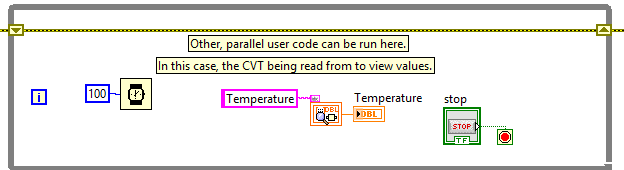 Other, parallel user code can be run here.
In this case, the CVT being read from to view values.
i
100
Temperature
abc
DBL
Temperature
DBL
stop
STOP
TF